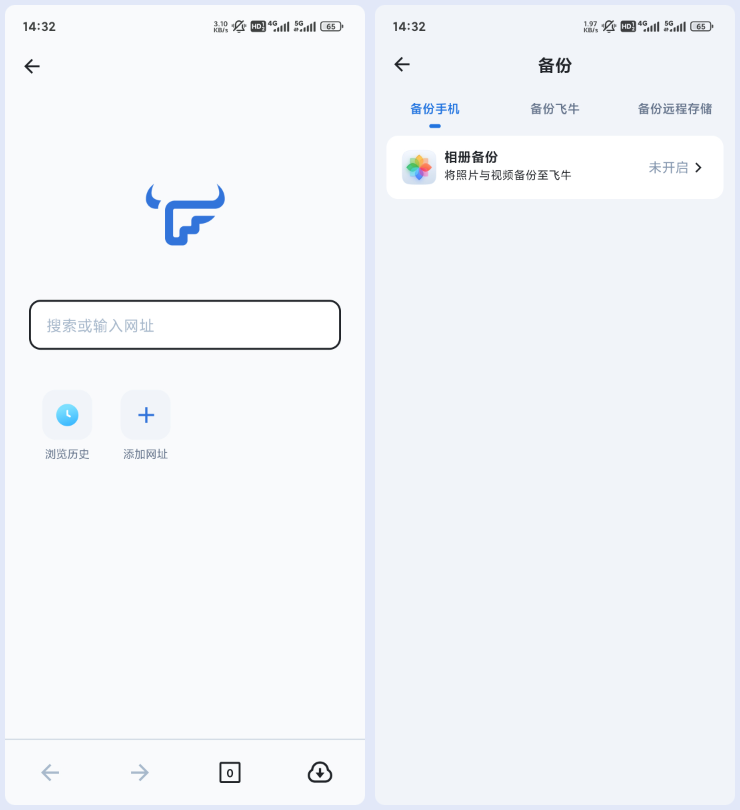 14:32
3.10
KB/s
HD
4G
5G
65
搜索或输入网址
浏览历史
添加网址
0
14:32
1.97
KB/s
HD
4G
5G
65
备份
备份手机
备份飞牛
备份远程存储
相册备份
将照片与视频备份至飞牛
未开启